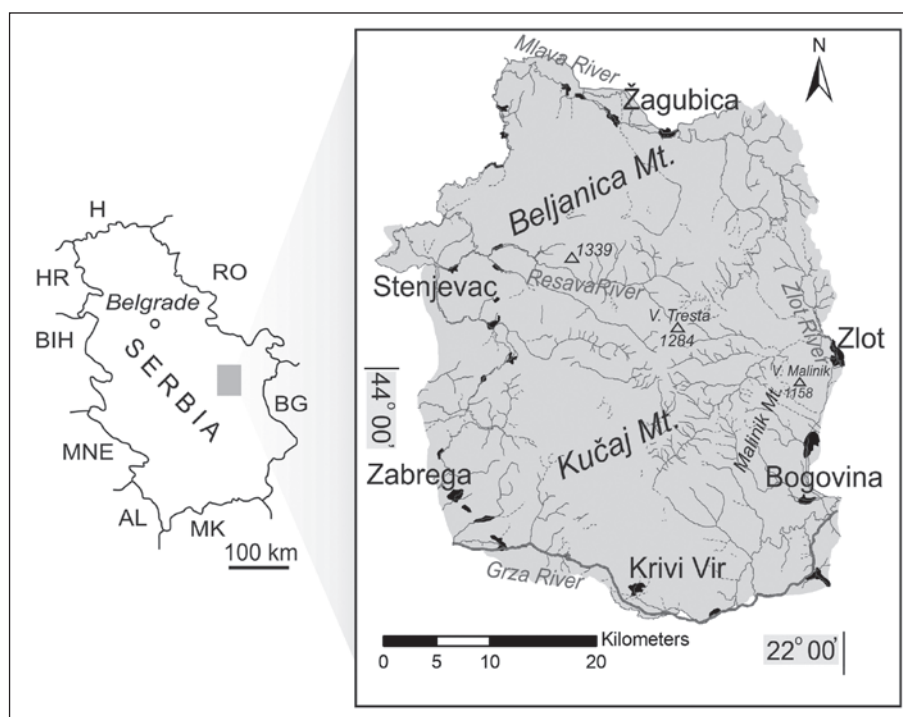 H
HR
RO
Belgrade
BIH
SERBIA
BG
MNE
AL
MK
100 km
N
Mlava River
Žagubica
Beljanica Mt.
1339
Stenjevac
ResavaRiver
V. Tresta
1284
Zlot River
Zlot
V. Malinik
1158
44° 00'
Malinik Mt.
Kučaj Mt.
Zabrega
Bogovina
Grza River
Krivi Vir
Kilometers
0 5 10 20
22° 00'